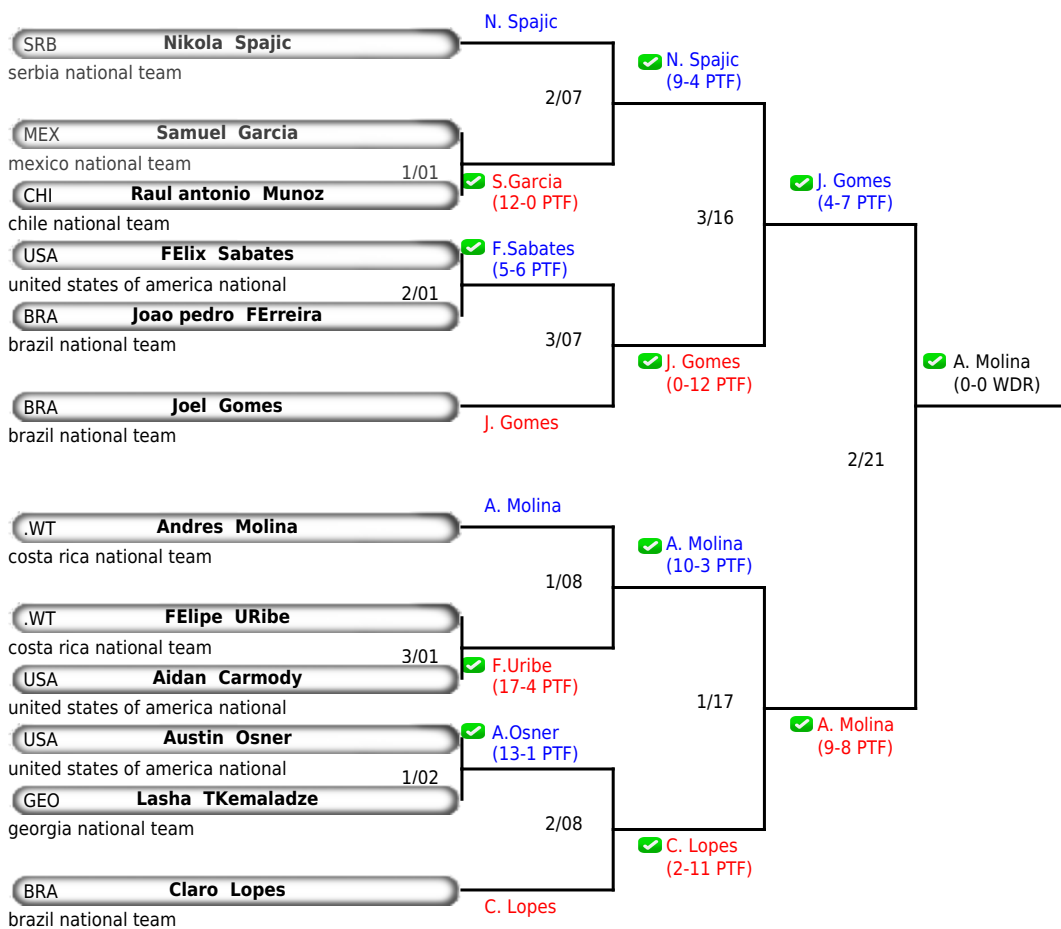 N. Spajic
SRB Nikola Spajic
serbia national team
N. Spajic
(9-4 PTF)
2/07
MEX Samuel Garcia
mexico national team
1/01
S.Garcia
(12-0 PTF)
CHI Raul antonio Munoz
chile national team
J. Gomes
(4-7 PTF)
3/16
USA FElix Sabates
united states of america national
F.Sabates
(5-6 PTF)
2/01
BRA Joao pedro FErreira
brazil national team
3/07
J. Gomes
(0-12 PTF)
A. Molina
(0-0 WDR)
BRA Joel Gomes
brazil national team
J. Gomes
2/21
A. Molina
.WT Andres Molina
costa rica national team
A. Molina
(10-3 PTF)
1/08
.WT FElipe URibe
costa rica national team
3/01
F.Uribe
(17-4 PTF)
USA Aidan Carmody
united states of america national
1/17
A. Molina
(9-8 PTF)
USA Austin Osner
united states of america national
A.Osner
(13-1 PTF)
1/02
GEO Lasha TKemaladze
georgia national team
2/08
C. Lopes
(2-11 PTF)
BRA Claro Lopes
brazil national team
C. Lopes